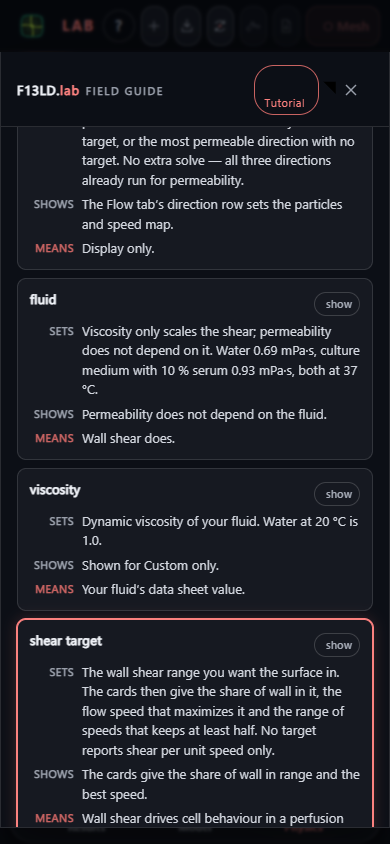 LAB ?
F13LD.lab FIELD GUIDE Tutorial
target, or the most permeable direction with no
target. No extra solve — all three directions
already run for permeability.
SHOWS The Flow tab's direction row sets the particles
and speed map.
MEANS Display only.
fluid show
SETS Viscosity only scales the shear; permeability
does not depend on it. Water 0.69 mPa·s, culture
medium with 10 % serum 0.93 mPa·s, both at 37
°C.
SHOWS Permeability does not depend on the fluid.
MEANS Wall shear does.
viscosity show
SETS Dynamic viscosity of your fluid. Water at 20 °C is
1.0.
SHOWS Shown for Custom only.
MEANS Your fluid's data sheet value.
shear target show
SETS The wall shear range you want the surface in.
The cards then give the share of wall in it, the
flow speed that maximizes it and the range of
speeds that keeps at least half. No target
reports shear per unit speed only.
SHOWS The cards give the share of wall in range and the
best speed.
MEANS Wall shear drives cell behaviour in a perfusion